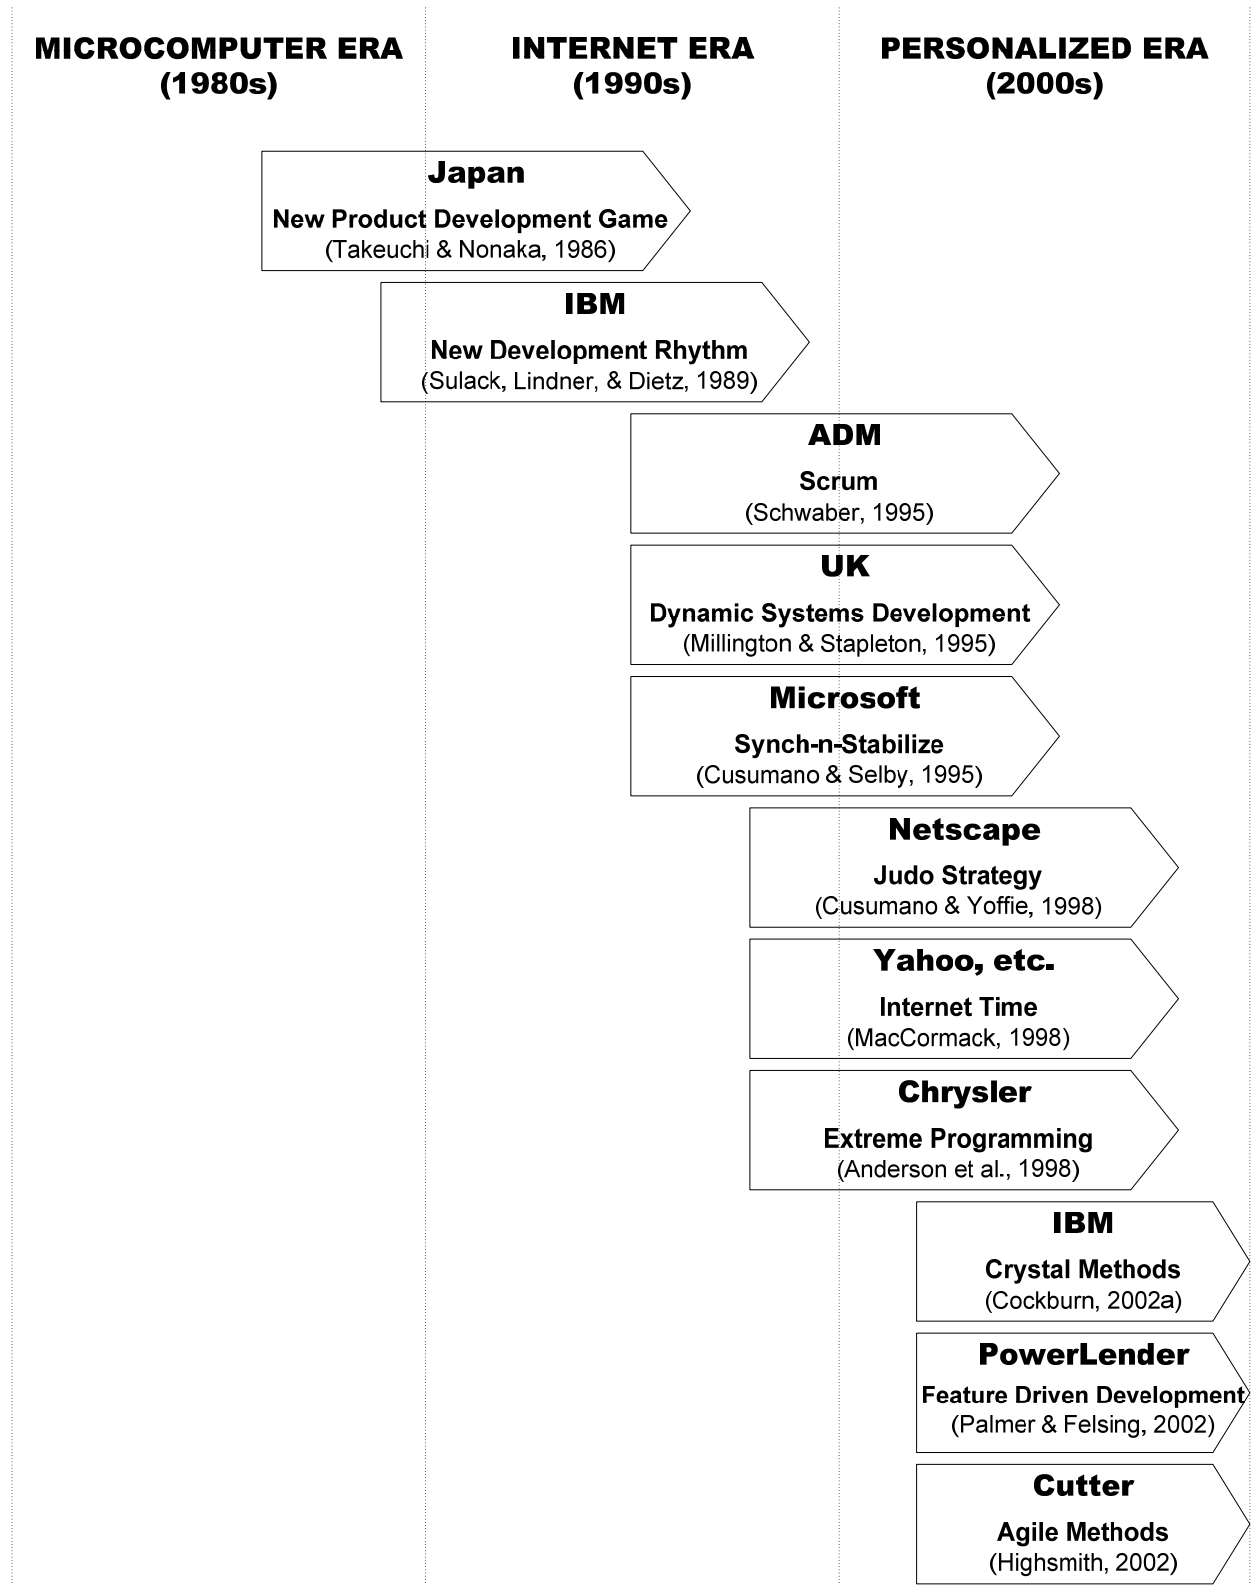 MICROCOMPUTER ERA
(1980s)
INTERNET ERA
(1990s)
PERSONALIZED ERA
(2000s)
Japan
New Product Development Game
(Takeuchi & Nonaka, 1986)
IBM
New Development Rhythm
(Sulack, Lindner, & Dietz, 1989)
ADM
Scrum
(Schwaber, 1995)
UK
Dynamic Systems Development
(Millington & Stapleton, 1995)
Microsoft
Synch-n-Stabilize
(Cusumano & Selby, 1995)
Netscape
Judo Strategy
(Cusumano & Yoffie, 1998)
Yahoo, etc.
Internet Time
(MacCormack, 1998)
Chrysler
Extreme Programming
(Anderson et al., 1998)
IBM
Crystal Methods
(Cockburn, 2002a)
PowerLender
Feature Driven Development
(Palmer & Felsing, 2002)
Cutter
Agile Methods
(Highsmith, 2002)